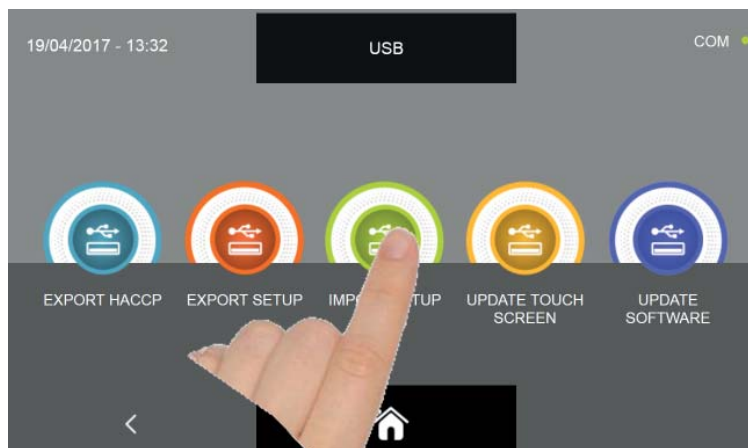 19/04/2017 - 13:32
USB
COM
EXPORT HACCP
EXPORT SETUP
UPDATE TOUCH
SCREEN
UPDATE
SOFTWARE